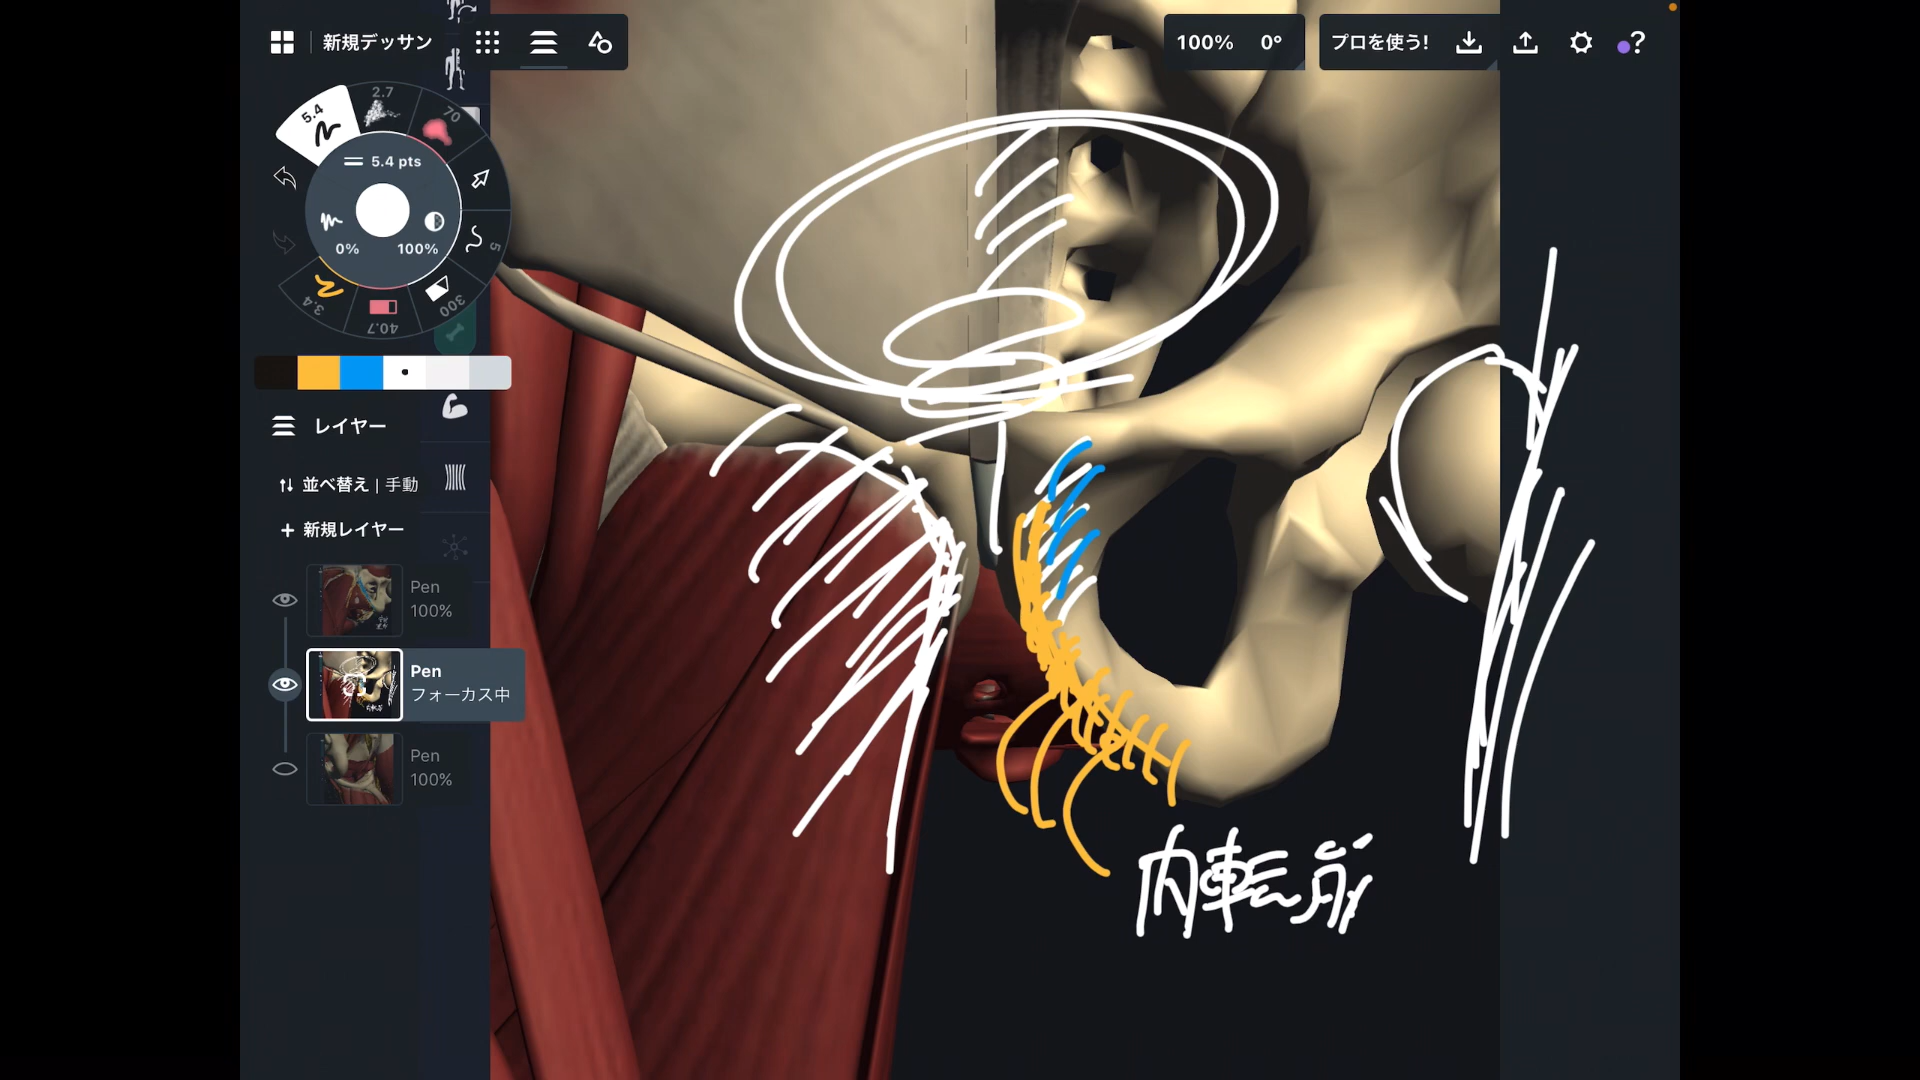 新規デッサン
100% 0° プロを使う! ?
5.4
2.7
70
5.4 pts
0% 100%
5
300
40.7
3.4
レイヤー
並べ替え | 手動
+ 新規レイヤー
Pen
100%
Pen
フォーカス中
Pen
100%
内転筋